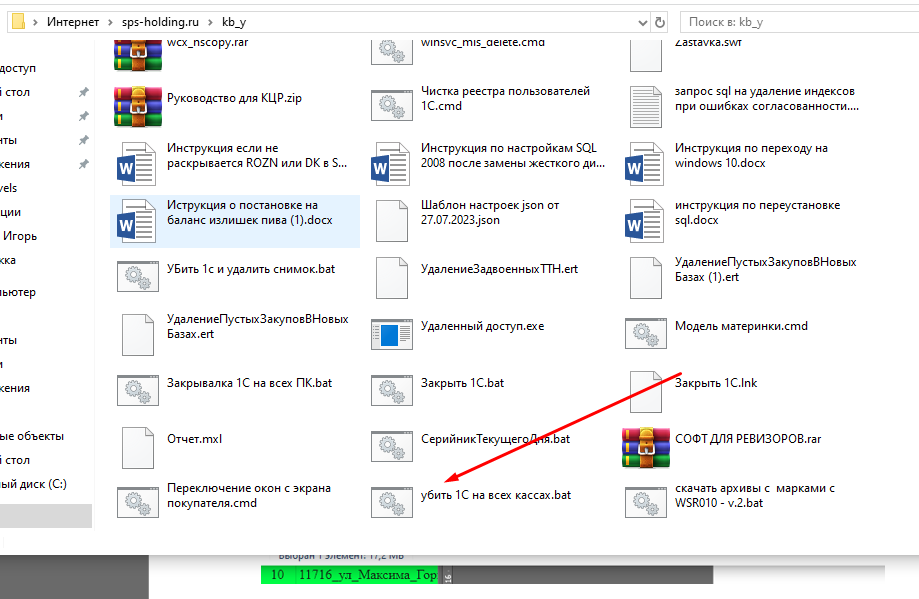 Интернет
sps-holding.ru
kb_y
Поиск в: kb_y
доступ
й стол
нты
жения
vels
ции
Игорь
жка
пьютер
нты
жения
ые объекты
й стол
ный диск (C:)
wcx_nscopy.rar
winsvc_mls_delete.cmd
Zastavka.swf
Руководство для КЦР.zip
Чистка реестра пользователей
1С.cmd
запрос sql на удаление индексов
при ошибках согласованности....
Инструкция если не
раскрывается ROZN или DK в S...
Инструкция по настройкам SQL
2008 после замены жесткого ди...
Инструкция по переходу на
windows 10.docx
Иструкция о постановке на
баланс излишек пива (1).docx
Шаблон настроек json от
27.07.2023.json
инструкция по переустановке
sql.docx
УБить 1с и удалить снимок.bat
УдалениеЗадвоенныхТТН.ert
УдалениеПустыхЗакуповВНовых
Базах (1).ert
УдалениеПустыхЗакуповВНовых
Базах.ert
Удаленный доступ.exe
Модель материнки.cmd
Закрывалка 1С на всех ПК.bat
Закрыть 1С.bat
Закрыть 1С.lnk
Отчет.mxl
СерийникТекущегоДня.bat
СОФТ ДЛЯ РЕВИЗОРОВ.rar
Переключение окон с экрана
покупателя.cmd
убить 1С на всех кассах.bat
скачать архивы с марками с
WSR010 - v.2.bat
Выбран 1 элемент: 17,2 МБ
10 11716_ул_Максима_Гор
16